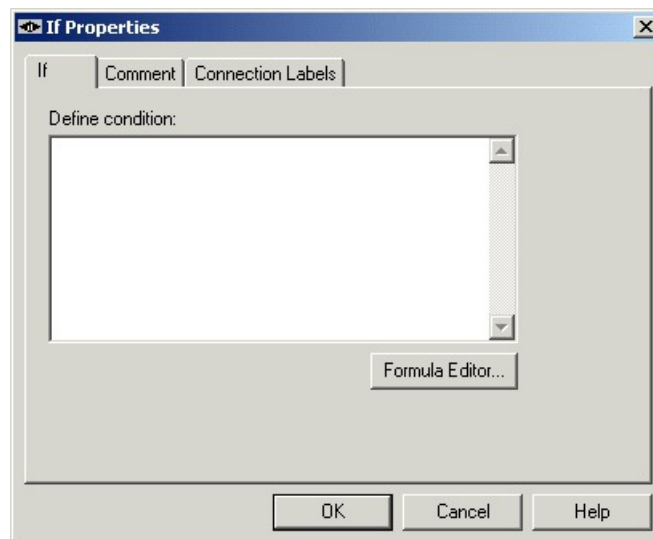 If Properties
If Comment Connection Labels
Define condition:
Formula Editor...
OK Cancel Help